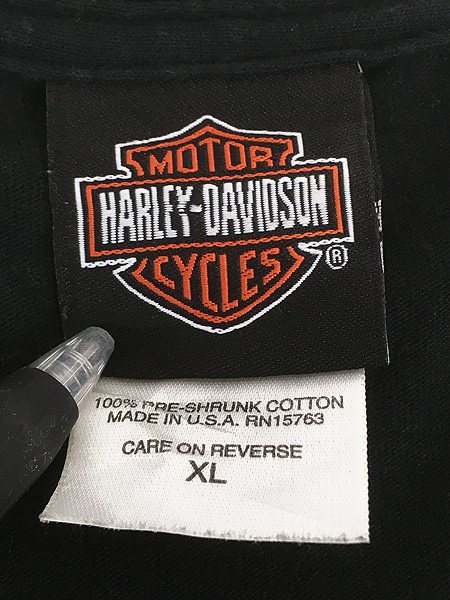 MOTOR
HARLEY-DAVIDSON
CYCLES
®
100% PRE-SHRUNK COTTON
MADE IN U.S.A. RN15763
CARE ON REVERSE
XL